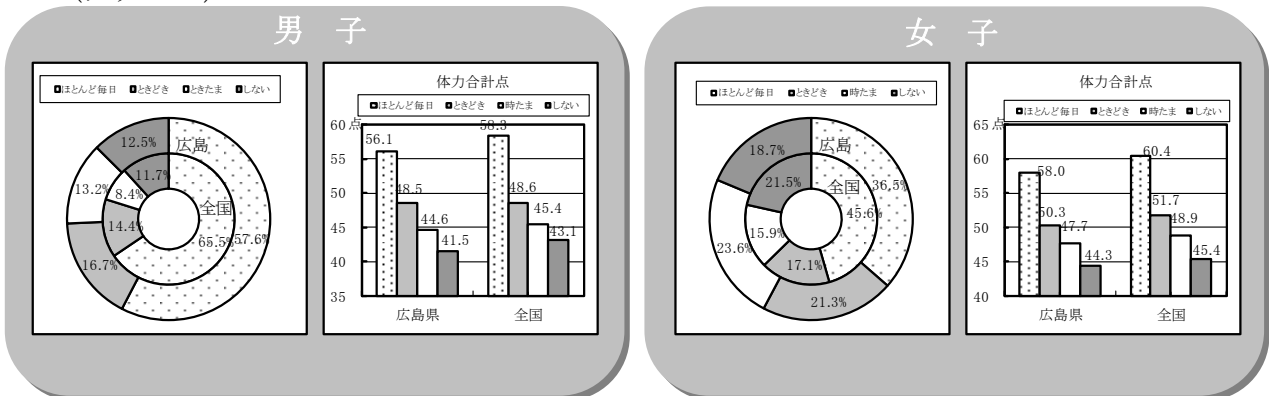 男 子
ほとんど毎日 ときどき ときたま しない
広島
全国
12.5%
11.7%
13.2%
8.4%
14.4%
65.5%
57.6%
16.7%
体力合計点
ほとんど毎日 ときどき 時たま しない
60 点
55
50
45
40
35
56.1
48.5
44.6
41.5
58.3
48.6
45.4
43.1
広島県 全国
女 子
ほとんど毎日 ときどき 時たま しない
広島
全国
18.7%
21.5%
36.5%
45.6%
15.9%
23.6%
17.1%
21.3%
体力合計点
ほとんど毎日 ときどき 時たま しない
65 点
60
55
50
45
40
58.0
50.3
47.7
44.3
60.4
51.7
48.9
45.4
広島県 全国